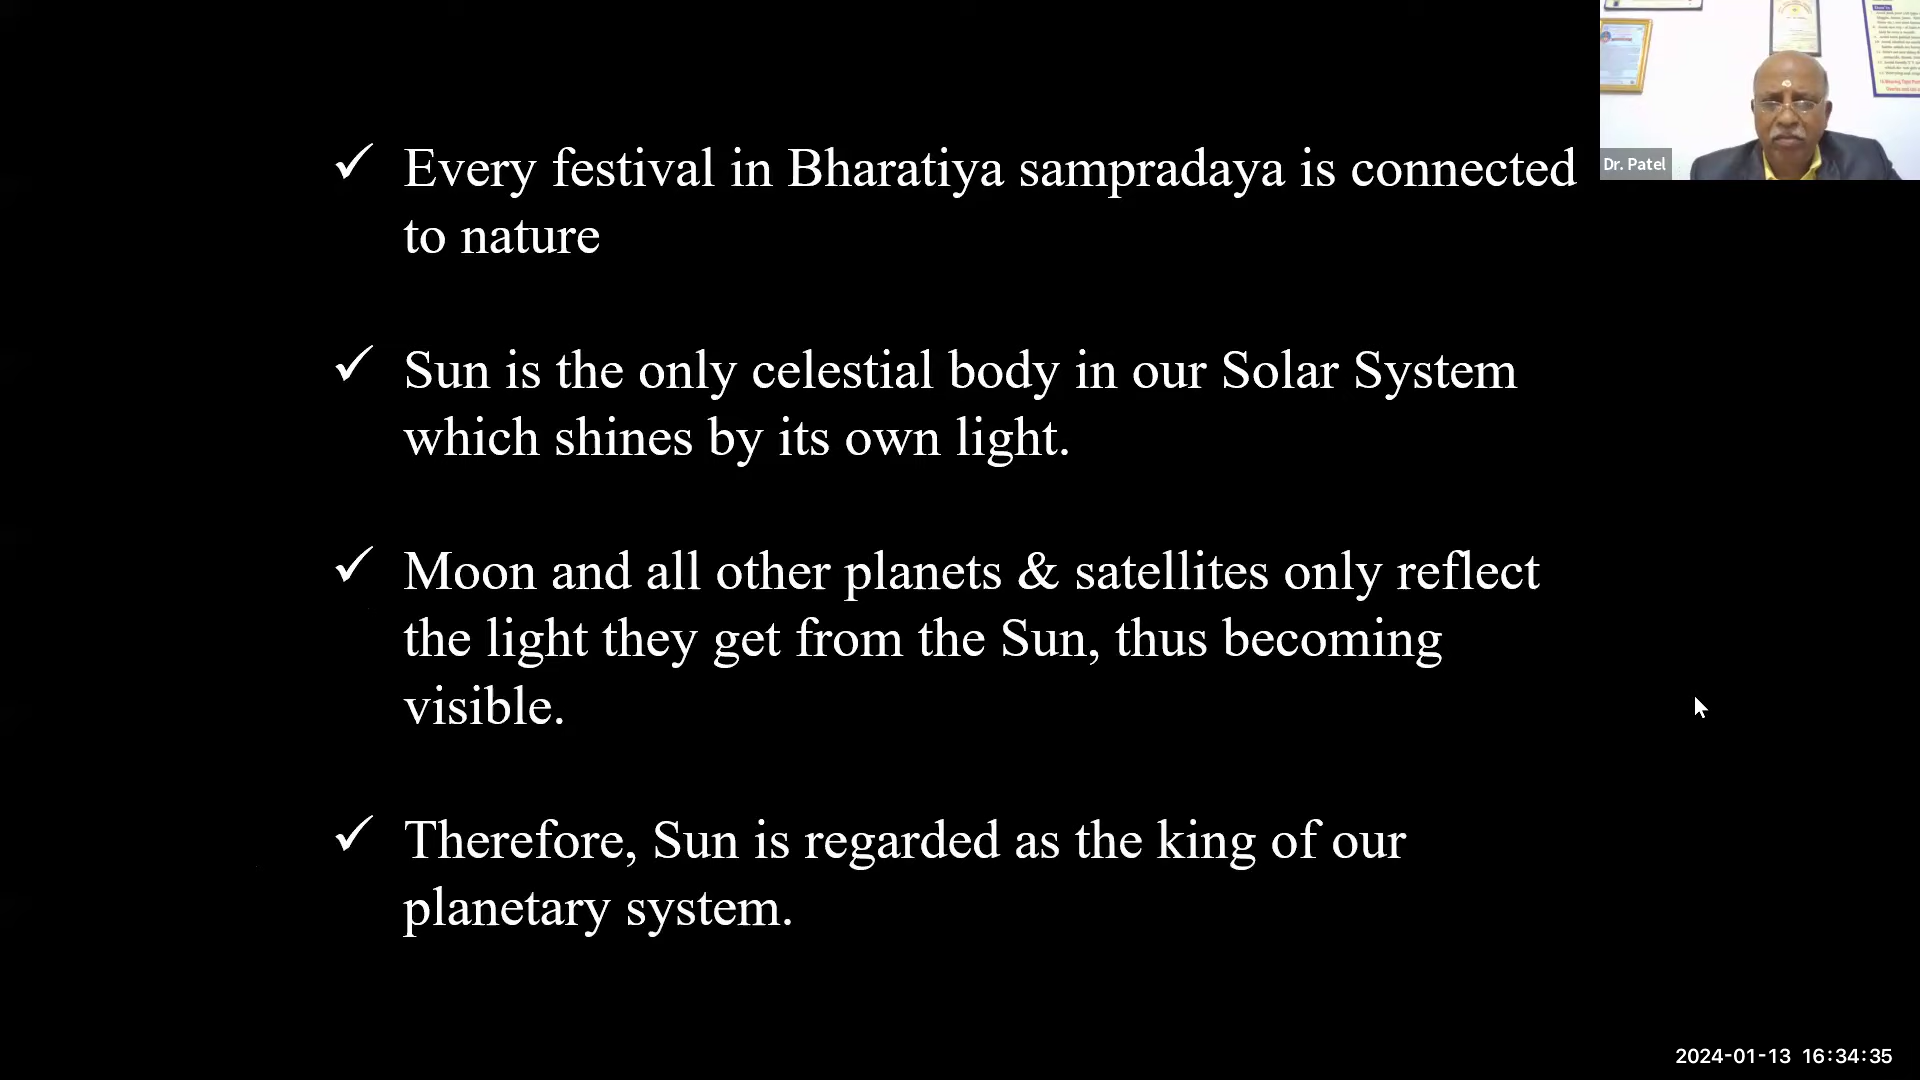 ✓ Every festival in Bharatiya sampradaya is connected
to nature
✓ Sun is the only celestial body in our Solar System
which shines by its own light.
✓ Moon and all other planets & satellites only reflect
the light they get from the Sun, thus becoming
visible.
✓ Therefore, Sun is regarded as the king of our
planetary system.
Dr. Patel
2024-01-13 16:34:35